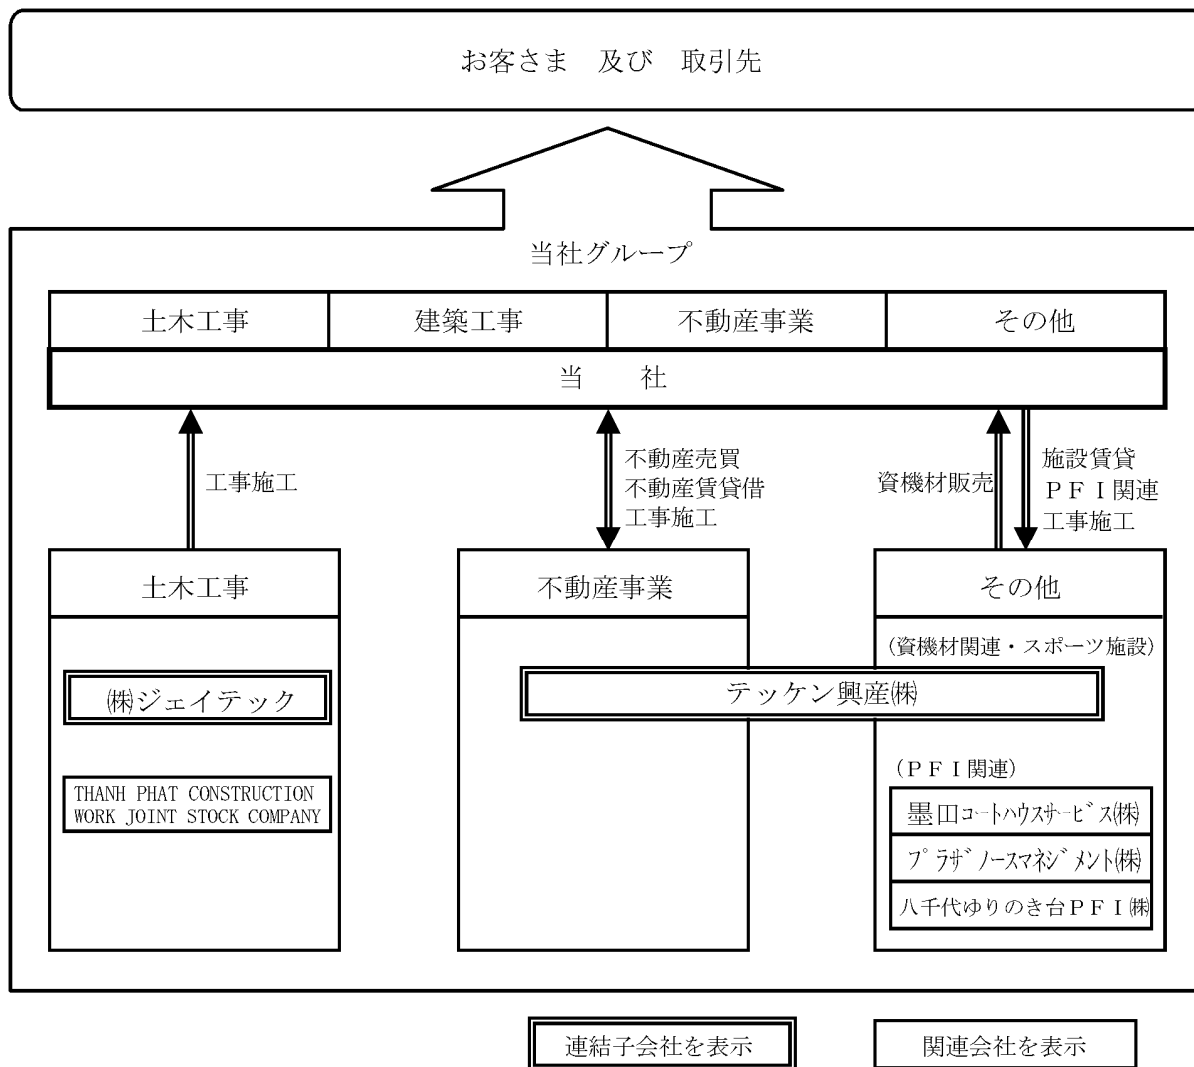 お客さま　及び　取引先
当社グループ
土木工事
建築工事
不動産事業
その他
当　　社
工事施工
不動産売買
不動産賃貸借
工事施工
資機材販売
施設賃貸
ＰＦＩ関連
工事施工
土木工事
不動産事業
その他
(資機材関連・スポーツ施設)
㈱ジェイテック
テッケン興産㈱
THANH PHAT CONSTRUCTION
WORK JOINT STOCK COMPANY
(ＰＦＩ関連)
墨田コートハウスサービス㈱
プラザノースマネジメント㈱
八千代ゆりのき台ＰＦＩ㈱
連結子会社を表示
関連会社を表示